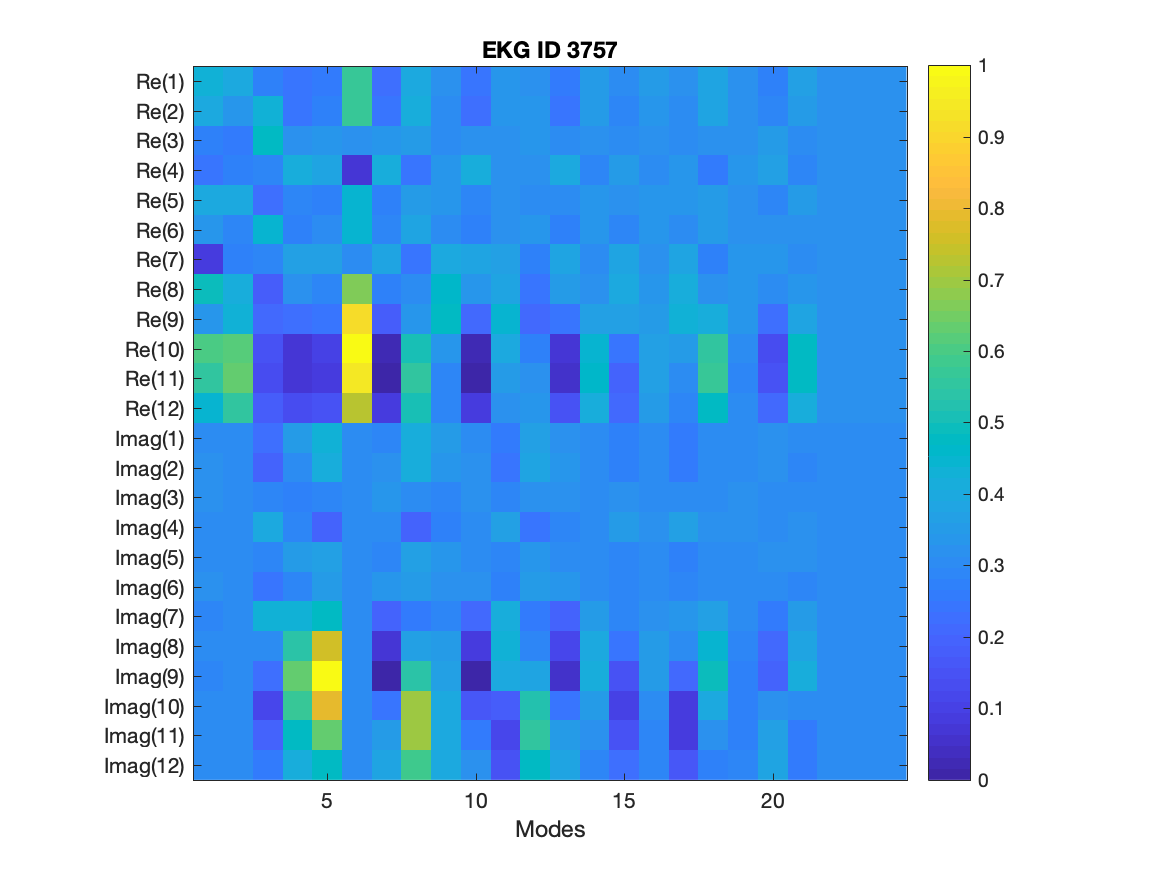 EKG ID 3757
Re(1)
Re(2)
Re(3)
Re(4)
Re(5)
Re(6)
Re(7)
Re(8)
Re(9)
Re(10)
Re(11)
Re(12)
Imag(1)
Imag(2)
Imag(3)
Imag(4)
Imag(5)
Imag(6)
Imag(7)
Imag(8)
Imag(9)
Imag(10)
Imag(11)
Imag(12)
5 10 15 20
Modes
1
0.9
0.8
0.7
0.6
0.5
0.4
0.3
0.2
0.1
0